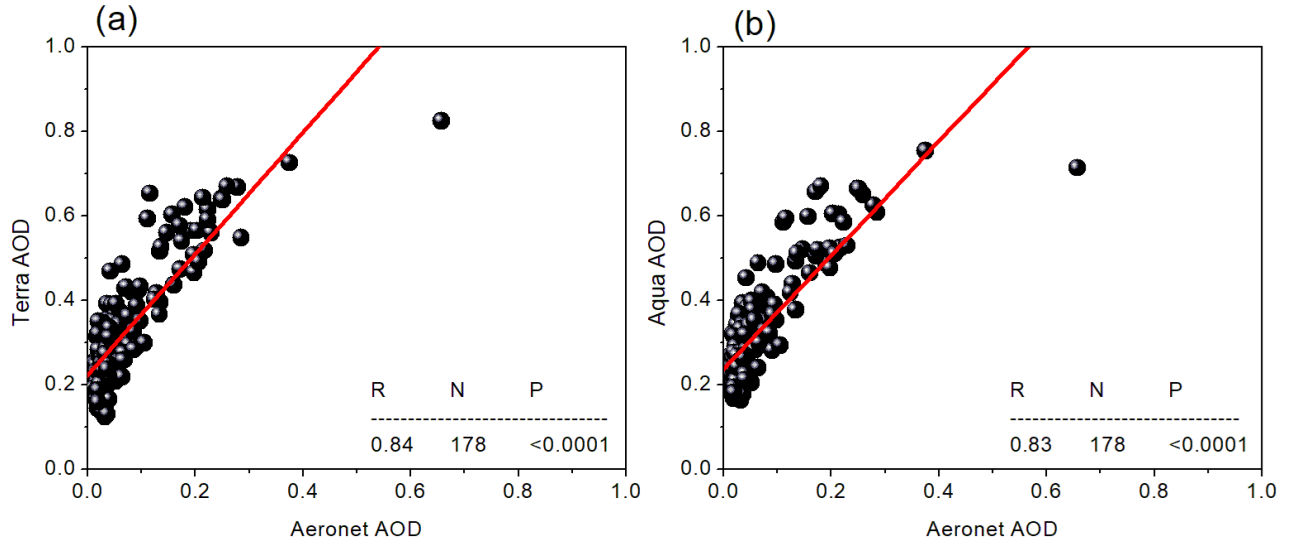 (a)
1.0
0.8
0.6
0.4
0.2
0.0
Terra AOD
0.0 0.2 0.4 0.6 0.8 1.0
Aeronet AOD
R N P
------------------------------------
0.84 178 <0.0001
(b)
1.0
0.8
0.6
0.4
0.2
0.0
Aqua AOD
0.0 0.2 0.4 0.6 0.8 1.0
Aeronet AOD
R N P
------------------------------------
0.83 178 <0.0001